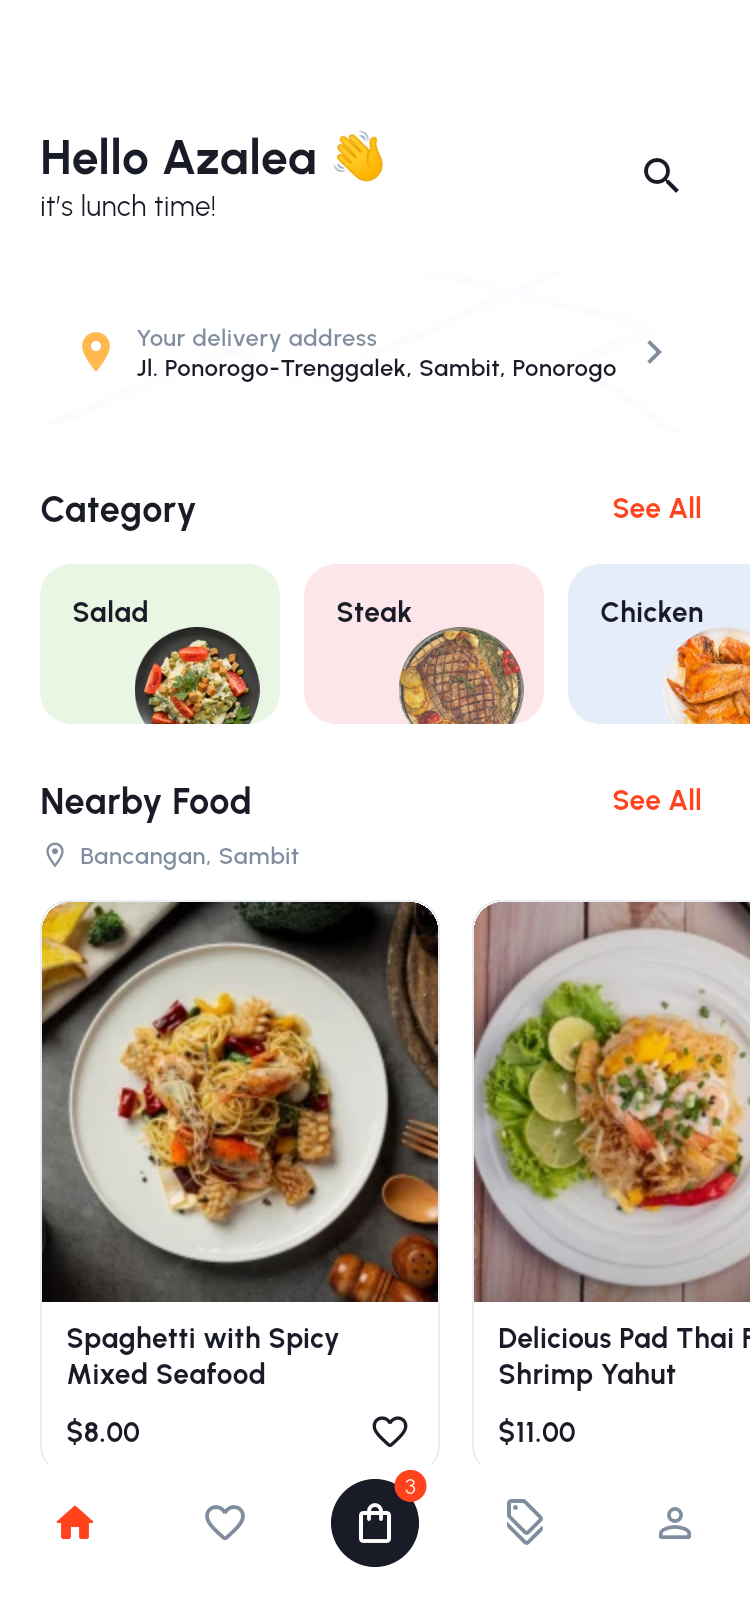 Hello Azalea 👋
it's lunch time!
Your delivery address
Jl. Ponorogo-Trenggalek, Sambit, Ponorogo
Category
See All
Salad
Steak
Chicken
Nearby Food
See All
Bancangan, Sambit
Spaghetti with Spicy
Mixed Seafood
$8.00
Delicious Pad Thai F
Shrimp Yahut
$11.00
3